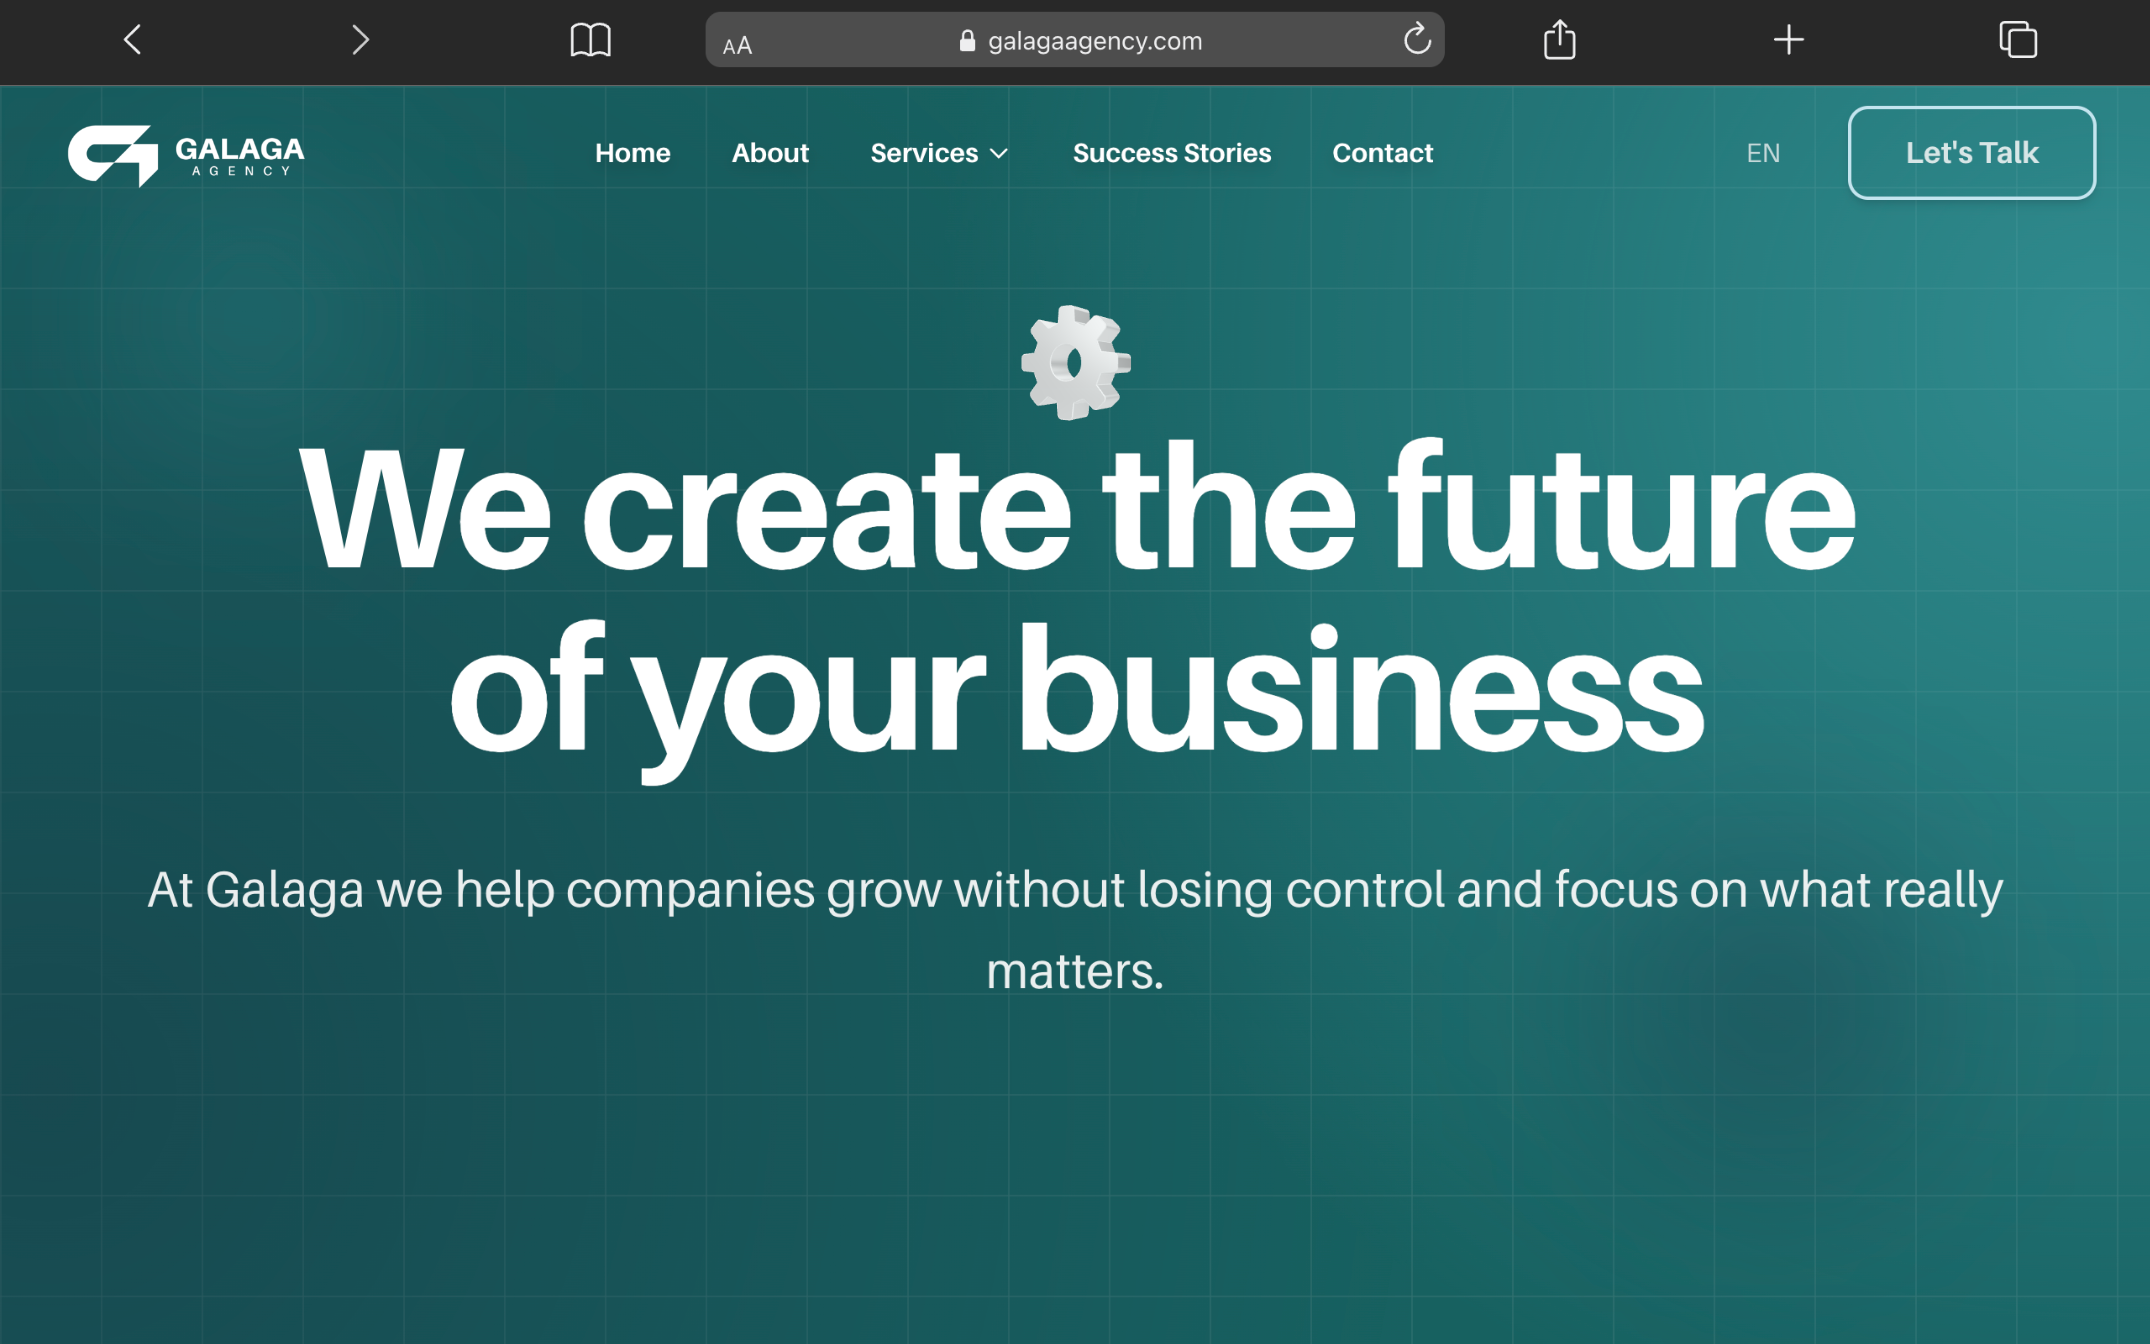 AA
galagaagency.com
GALAGA
AGENCY
Home
About
Services
Success Stories
Contact
EN
Let's Talk
We create the future
of your business
At Galaga we help companies grow without losing control and focus on what really
matters.